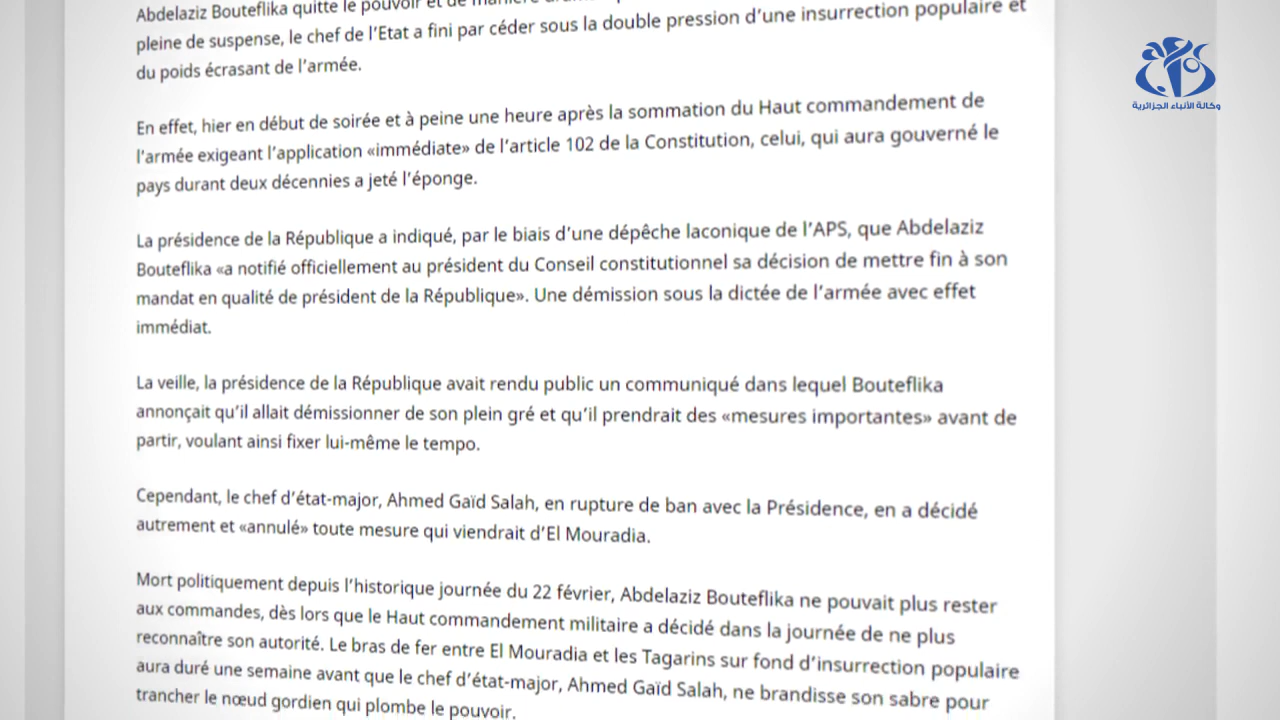 Abdelaziz Bouteflika quitte le pouvoir et de
pleine de suspense, le chef de l’Etat a fini par céder sous la double pression d’une insurrection populaire et
du poids écrasant de l’armée.
En effet, hier en début de soirée et à peine une heure après la sommation du Haut commandement de
l’armée exigeant l’application «immédiate» de l’article 102 de la Constitution, celui, qui aura gouverné le
pays durant deux décennies a jeté l’éponge.
La présidence de la République a indiqué, par le biais d’une dépêche laconique de l’APS, que Abdelaziz
Bouteflika «a notifié officiellement au président du Conseil constitutionnel sa décision de mettre fin à son
mandat en qualité de président de la République». Une démission sous la dictée de l’armée avec effet
immédiat.
La veille, la présidence de la République avait rendu public un communiqué dans lequel Bouteflika
annonçait qu’il allait démissionner de son plein gré et qu’il prendrait des «mesures importantes» avant de
partir, voulant ainsi fixer lui-même le tempo.
Cependant, le chef d’état-major, Ahmed Gaïd Salah, en rupture de ban avec la Présidence, en a décidé
autrement et «annulé» toute mesure qui viendrait d’El Mouradia.
Mort politiquement depuis l’historique journée du 22 février, Abdelaziz Bouteflika ne pouvait plus rester
aux commandes, dès lors que le Haut commandement militaire a décidé dans la journée de ne plus
reconnaître son autorité. Le bras de fer entre El Mouradia et les Tagarins sur fond d’insurrection populaire
aura duré une semaine avant que le chef d’état-major, Ahmed Gaïd Salah, ne brandisse son sabre pour
trancher le nœud gordien qui plombe le pouvoir.
وكالة الأنباء الجزائرية